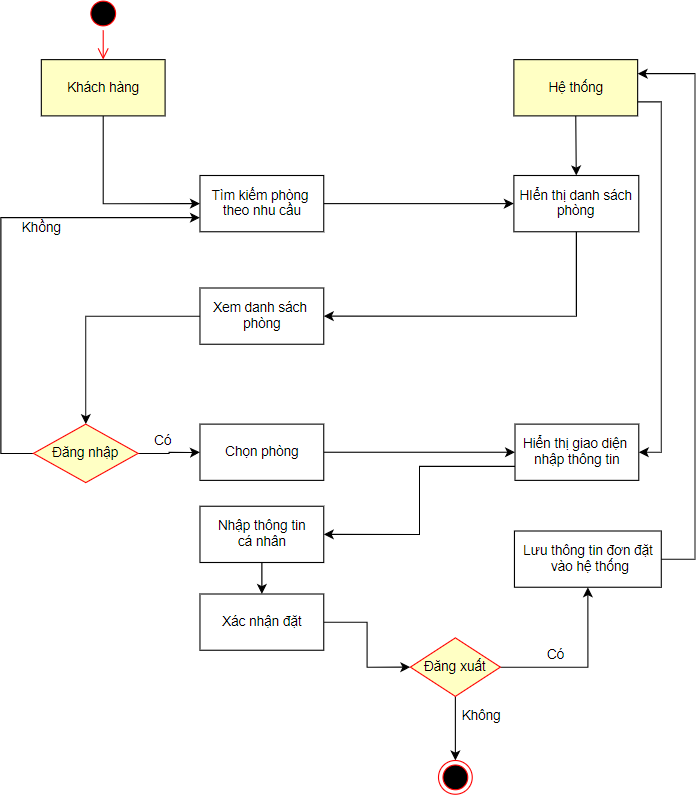 Khách hàng
Hệ thống
Tìm kiếm phòng
theo nhu cầu
HIển thị danh sách
phòng
Không
Xem danh sách
phòng
Đăng nhập
Có
Chọn phòng
Hiển thị giao diện
nhập thông tin
Nhập thông tin
cá nhân
Lưu thông tin đơn đặt
vào hệ thống
Xác nhận đặt
Đăng xuất
Có
Không